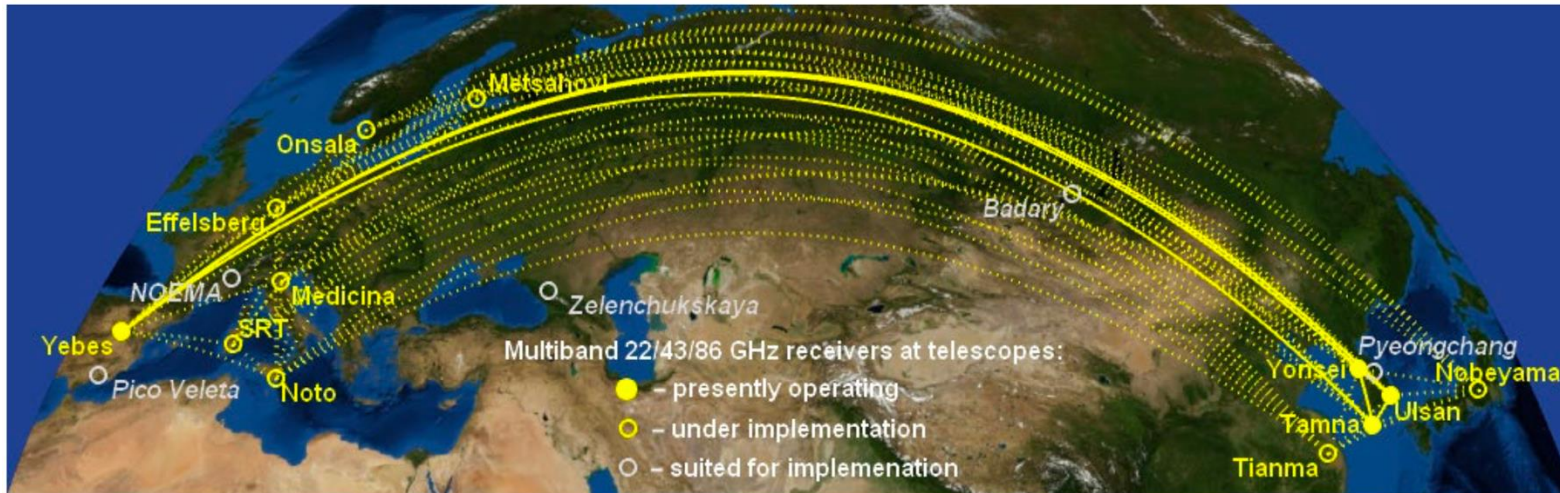 Metsahovi
Onsala
Effelsberg
Badary
NOEMA
Medicina
Zelenchukskaya
SRT
Yebes
Multiband 22/43/86 GHz receivers at telescopes:
Pyeongchang
Yonsei
Nobeyama
Pico Veleta
Noto
– presently operating
Ulsan
Tamna
– under implementation
Tianma
– suited for implemenation